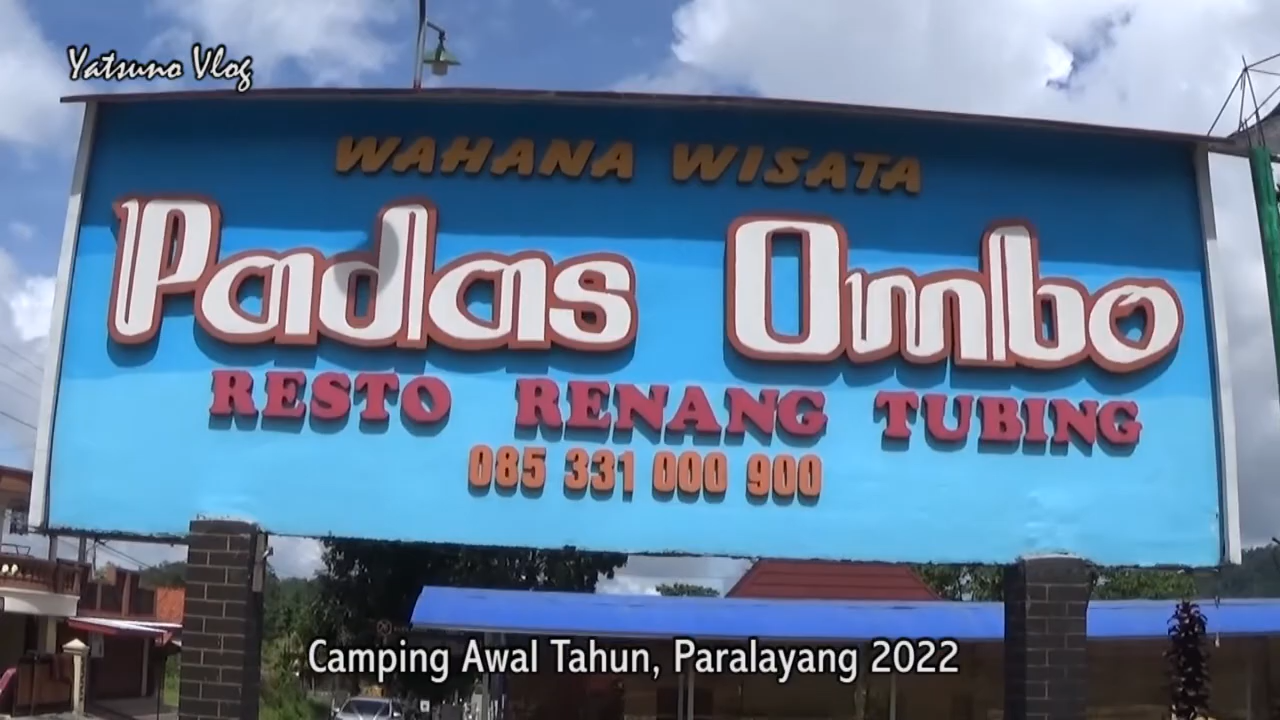 Yatsuno Vlog
WAHANA WISATA
Padas Ombo
RESTO RENANG TUBING
085 331 000 900
Camping Awal Tahun, Paralayang 2022